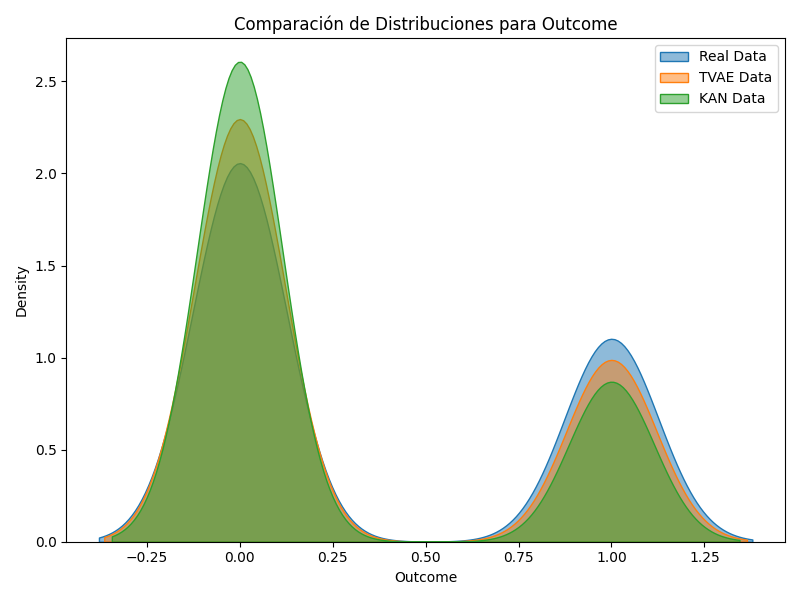 Comparación de Distribuciones para Outcome
Real Data
TVAE Data
KAN Data
2.5
2.0
1.5
1.0
0.5
0.0
Density
−0.25
0.00
0.25
0.50
0.75
1.00
1.25
Outcome